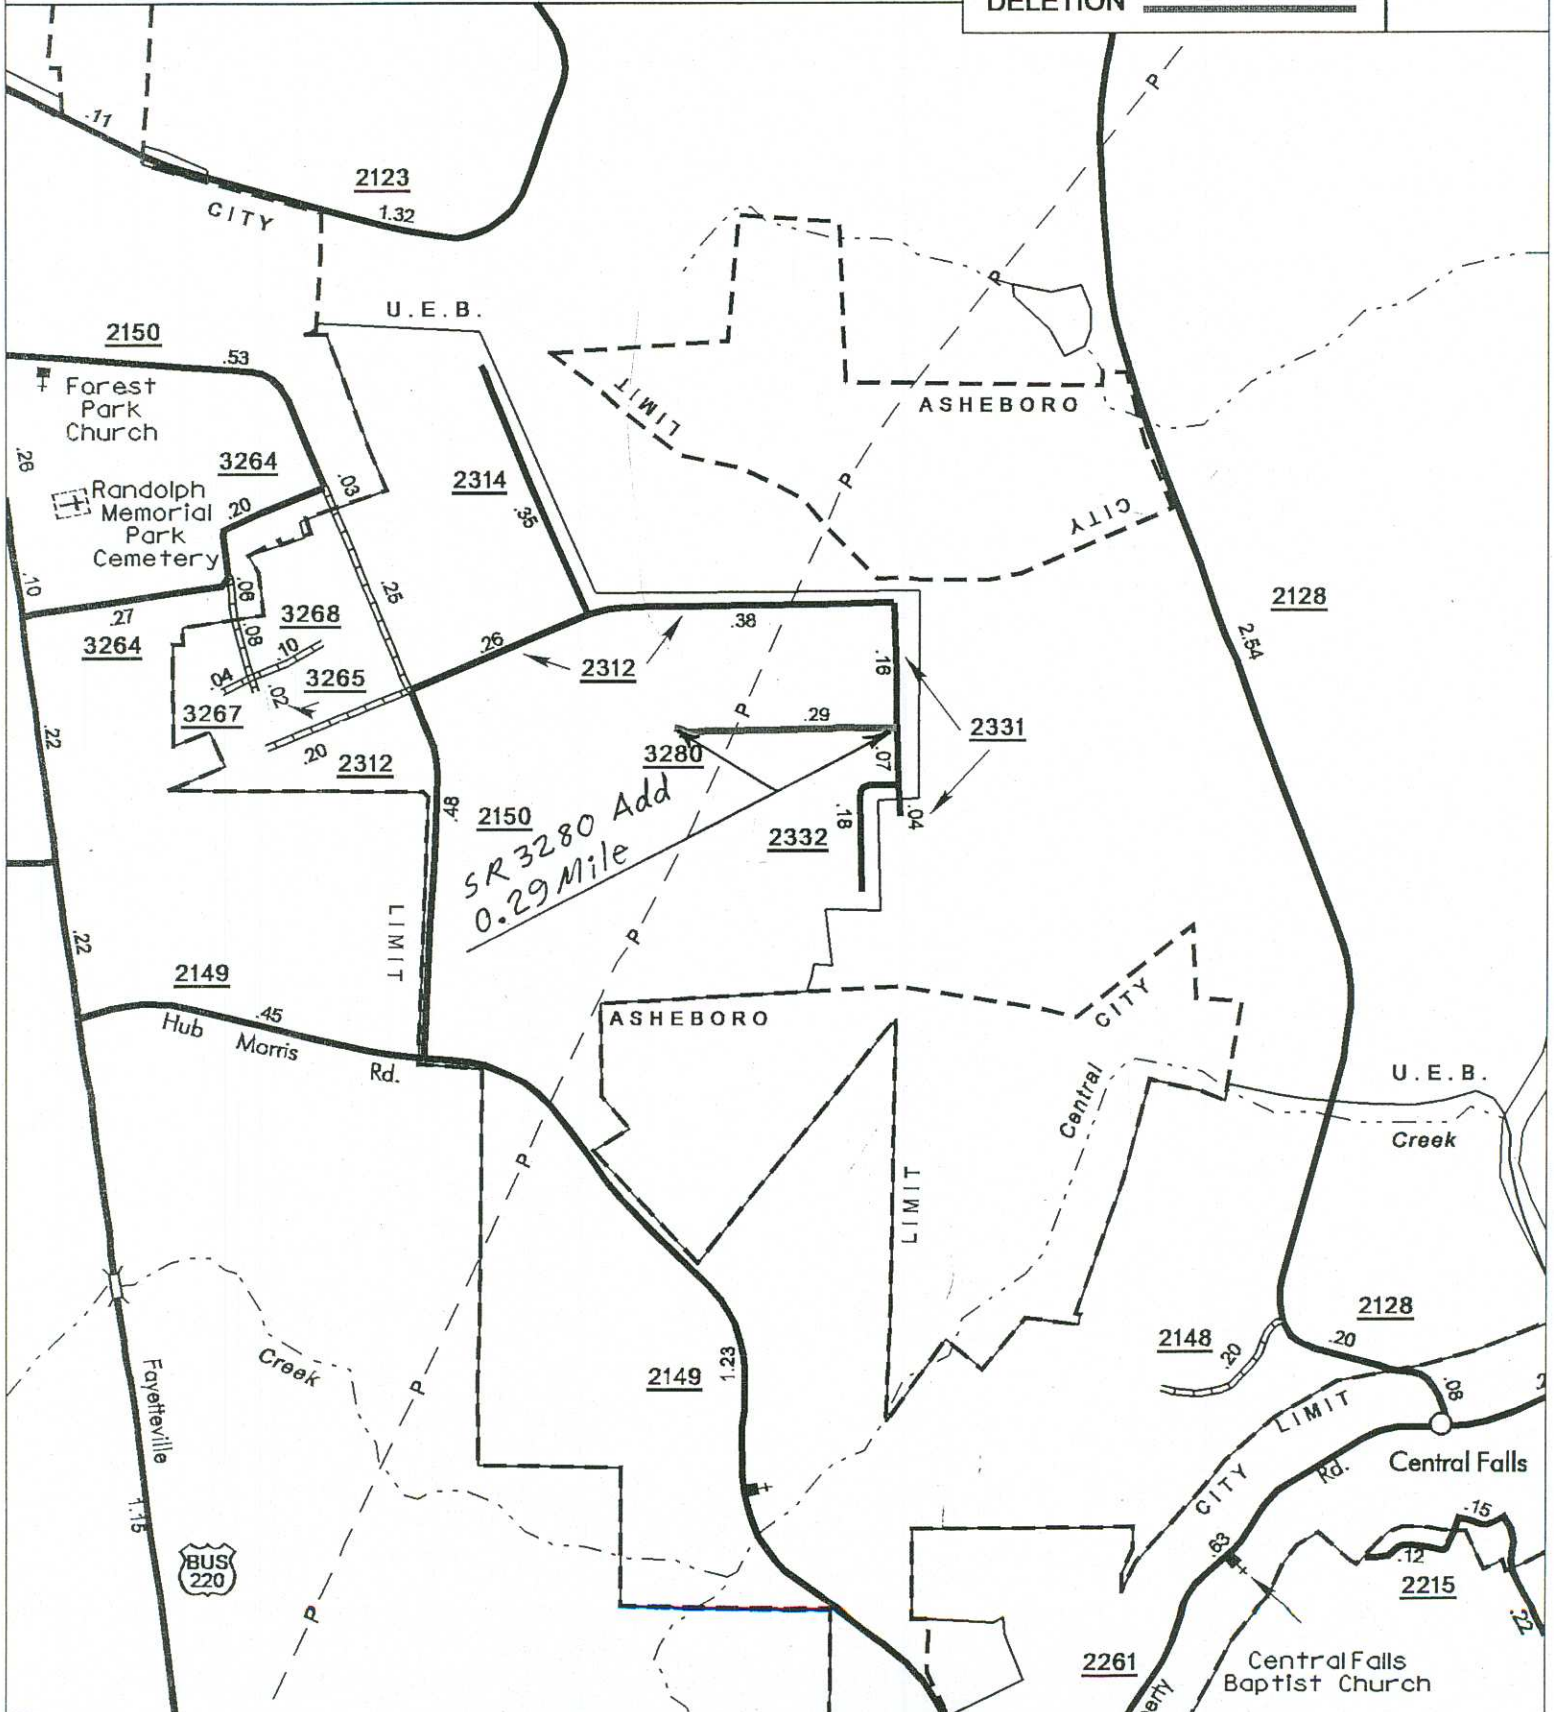 DELETION
.11
2123
1.32
CITY
U.E.B.
2150
.53
Forest
Park
Church
LIMIT
ASHEBORO
.26
3264
.03
2314
Randolph
Memorial
Park
Cemetery
.20
.35
CITY
.10
.27
.06
.25
3268
.08
3264
.10
.26
.38
2128
2.54
2312
.16
.04
3265
.02
3267
.29
2331
.22
.20
2312
3280
.07
.48
2150
SR 3280 Add
0.29 Mile
2332
.18
.04
LIMIT
.22
2149
.45
Hub Morris Rd.
ASHEBORO
CITY
Central
U.E.B.
Creek
LIMIT
2128
2148
.20
.20
.08
Creek
2149
1.23
LIMIT
CITY
Rd.
Central Falls
Fayetteville
1.15
BUS
220
.63
.15
.12
2215
.22
2261
Central Falls
Baptist Church
P
P
P
P
P
P
P
P